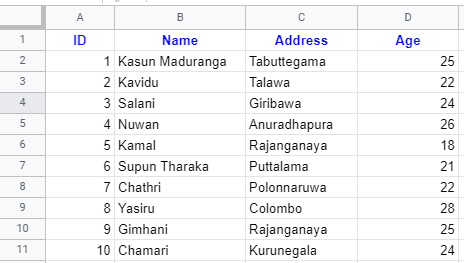 A B C D
1 ID Name Address Age
2 1 Kasun Maduranga Tabuttegama 25
3 2 Kavidu Talawa 22
4 3 Salani Giribawa 24
5 4 Nuwan Anuradhapura 26
6 5 Kamal Rajanganaya 18
7 6 Supun Tharaka Puttalama 21
8 7 Chathri Polonnaruwa 22
9 8 Yasiru Colombo 28
10 9 Gimhani Rajanganaya 25
11 10 Chamari Kurunegala 24